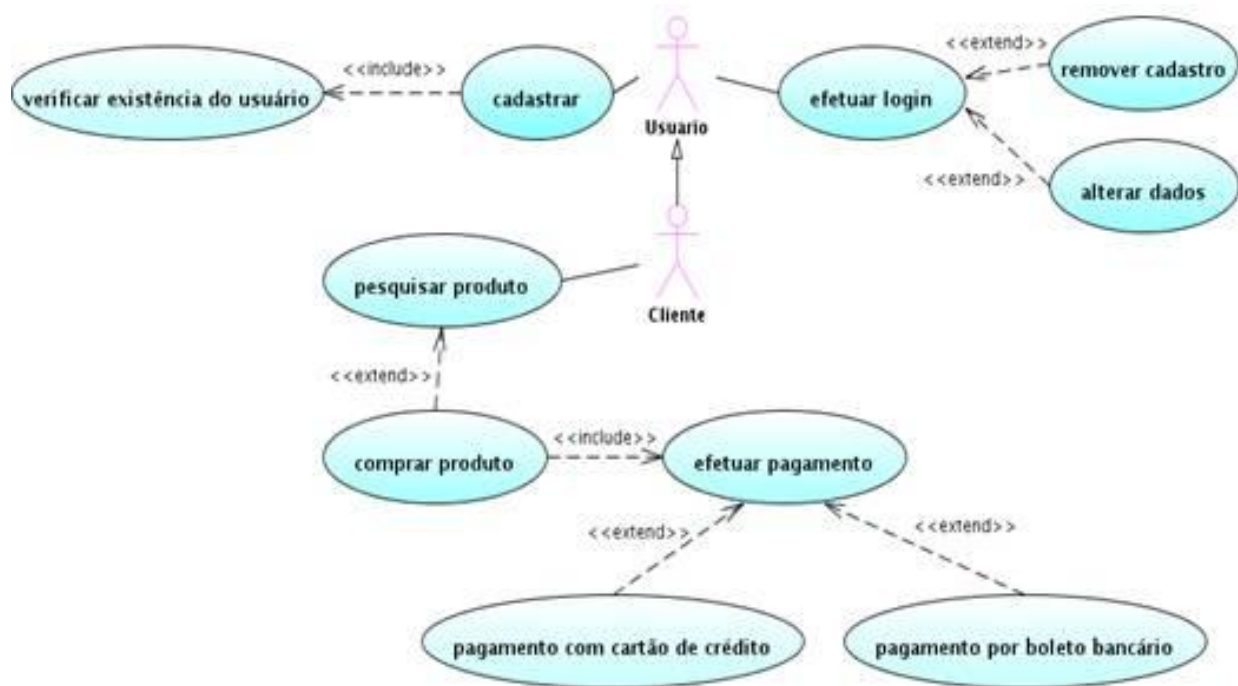 <<extend>>
<<include>>
remover cadastro
verificar existência do usuário
cadastrar
efetuar login
Usuario
<<extend>>
alterar dados
pesquisar produto
Cliente
<<extend>>
<<include>>
comprar produto
efetuar pagamento
<<extend>>
<<extend>>
pagamento com cartão de crédito
pagamento por boleto bancário